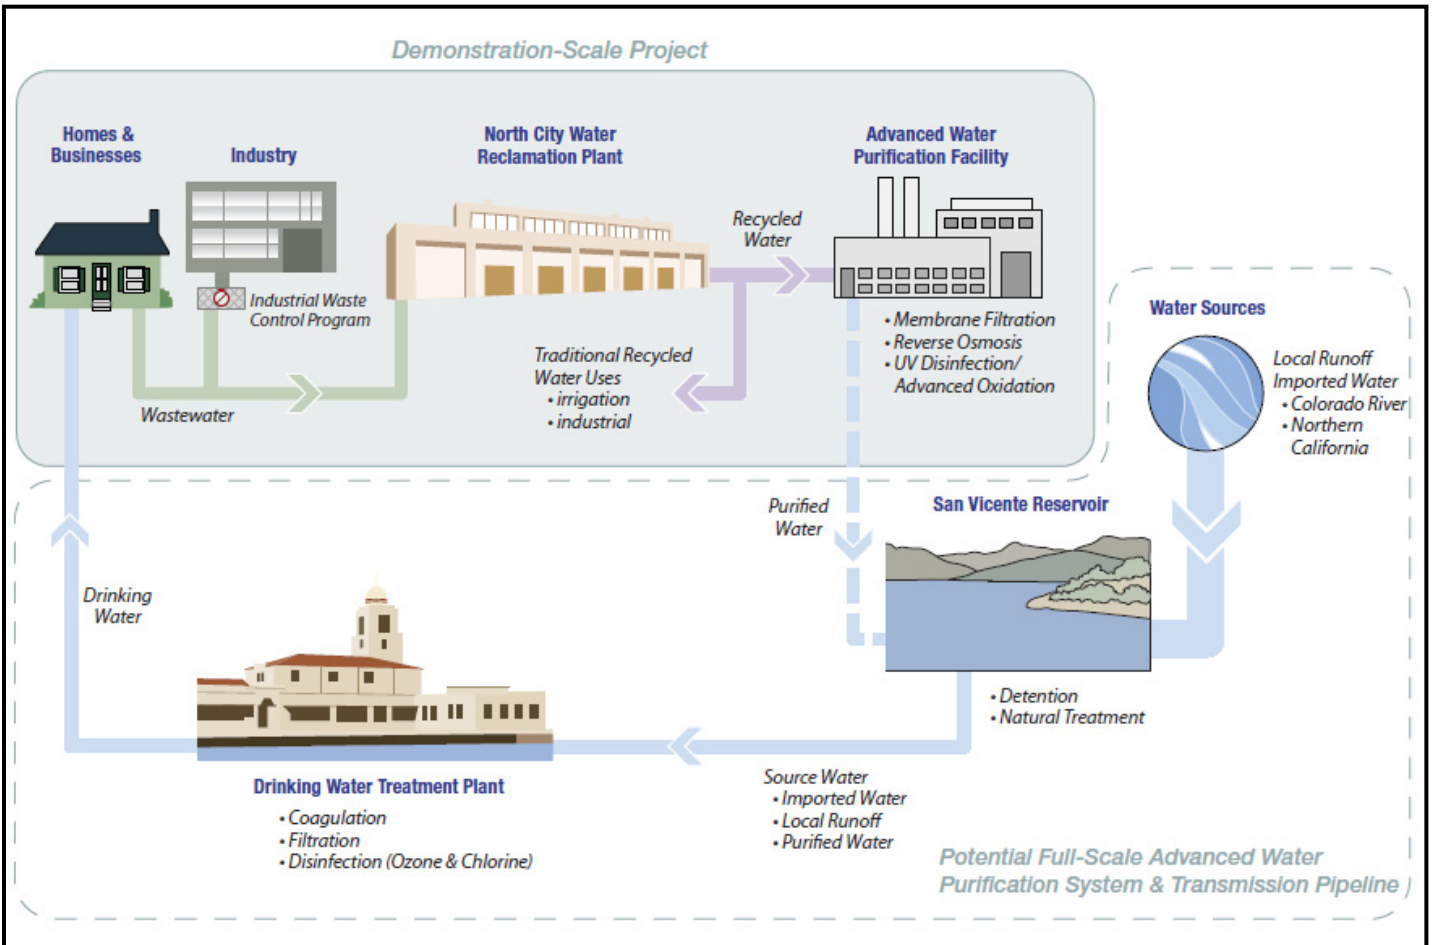 Demonstration-Scale Project
Homes &
Businesses
Industry
North City Water
Reclamation Plant
Advanced Water
Purification Facility
Recycled
Water
Industrial Waste
Control Program
• Membrane Filtration
• Reverse Osmosis
• UV Disinfection/
Advanced Oxidation
Traditional Recycled
Water Uses
• irrigation
• industrial
Wastewater
Water Sources
Local Runoff
Imported Water
• Colorado River
• Northern
California
Purified
Water
San Vicente Reservoir
• Detention
• Natural Treatment
Drinking
Water
Drinking Water Treatment Plant
• Coagulation
• Filtration
• Disinfection (Ozone & Chlorine)
Source Water
• Imported Water
• Local Runoff
• Purified Water
Potential Full-Scale Advanced Water
Purification System & Transmission Pipeline